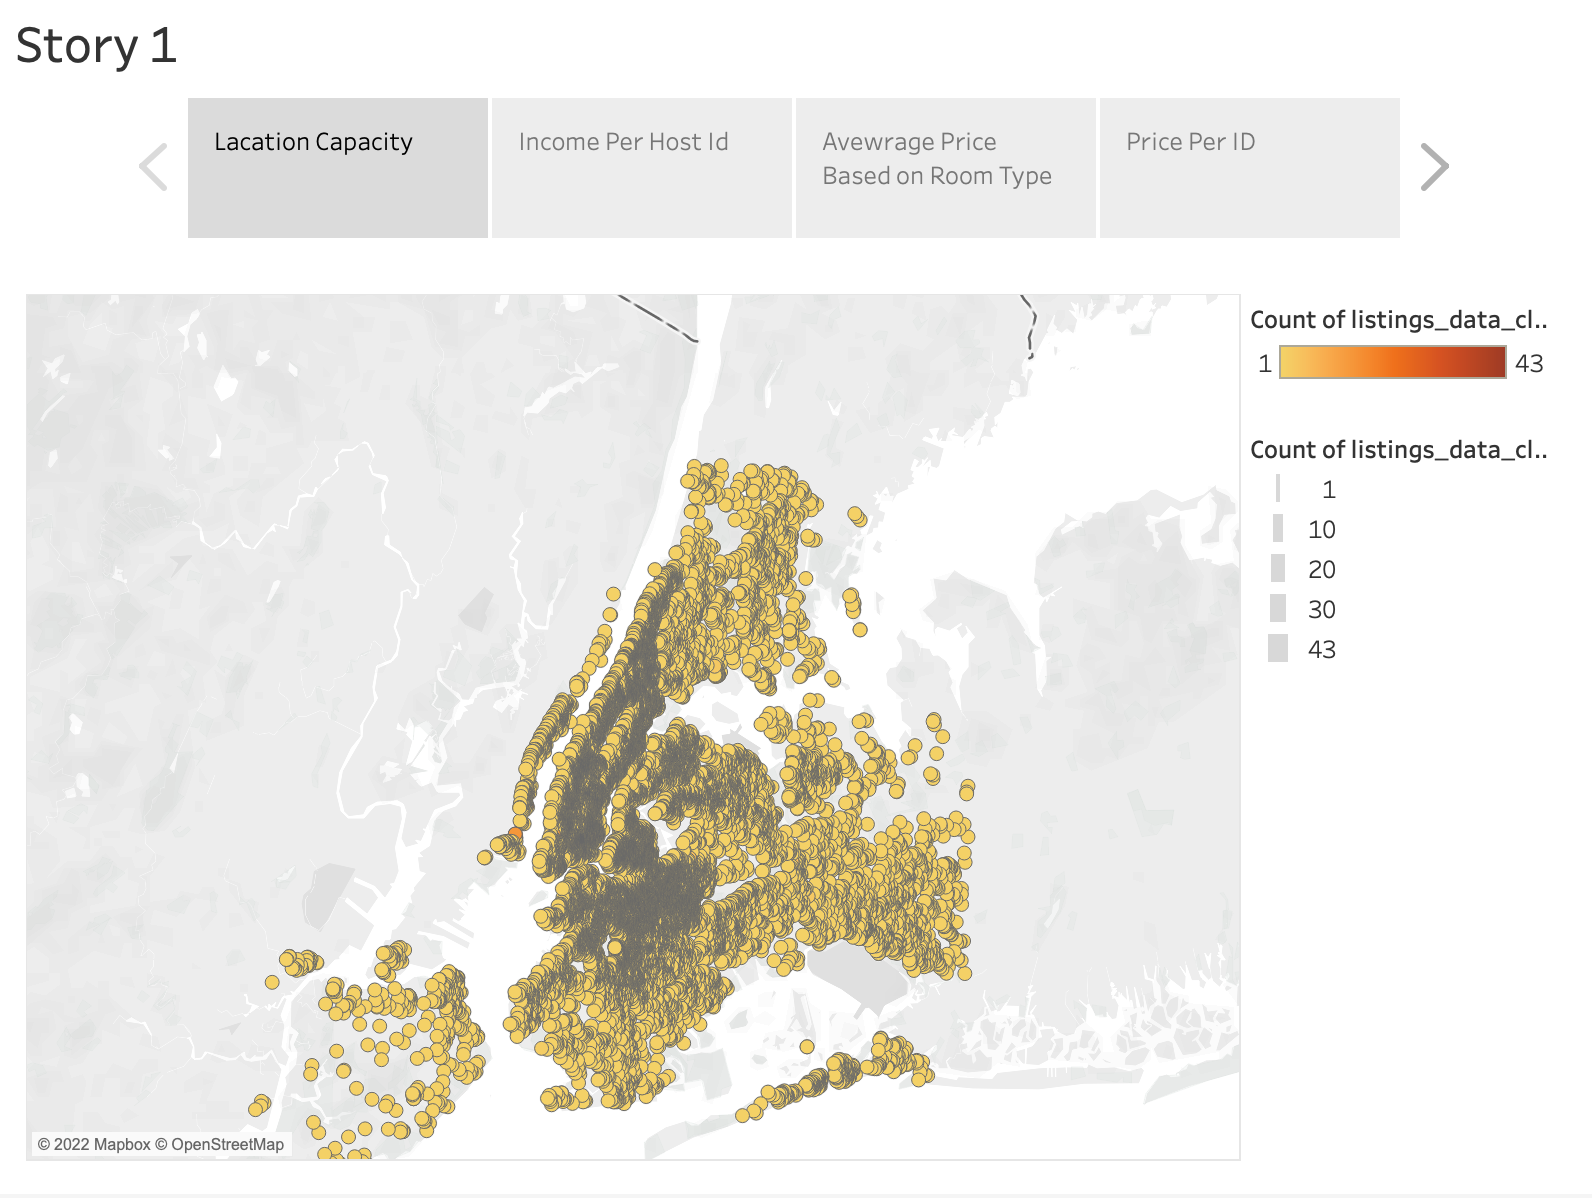 Story 1
Lacation Capacity
Income Per Host Id
Avewrage Price
Based on Room Type
Price Per ID
Count of listings_data_cl..
1
43
Count of listings_data_cl..
1
10
20
30
43
© 2022 Mapbox © OpenStreetMap